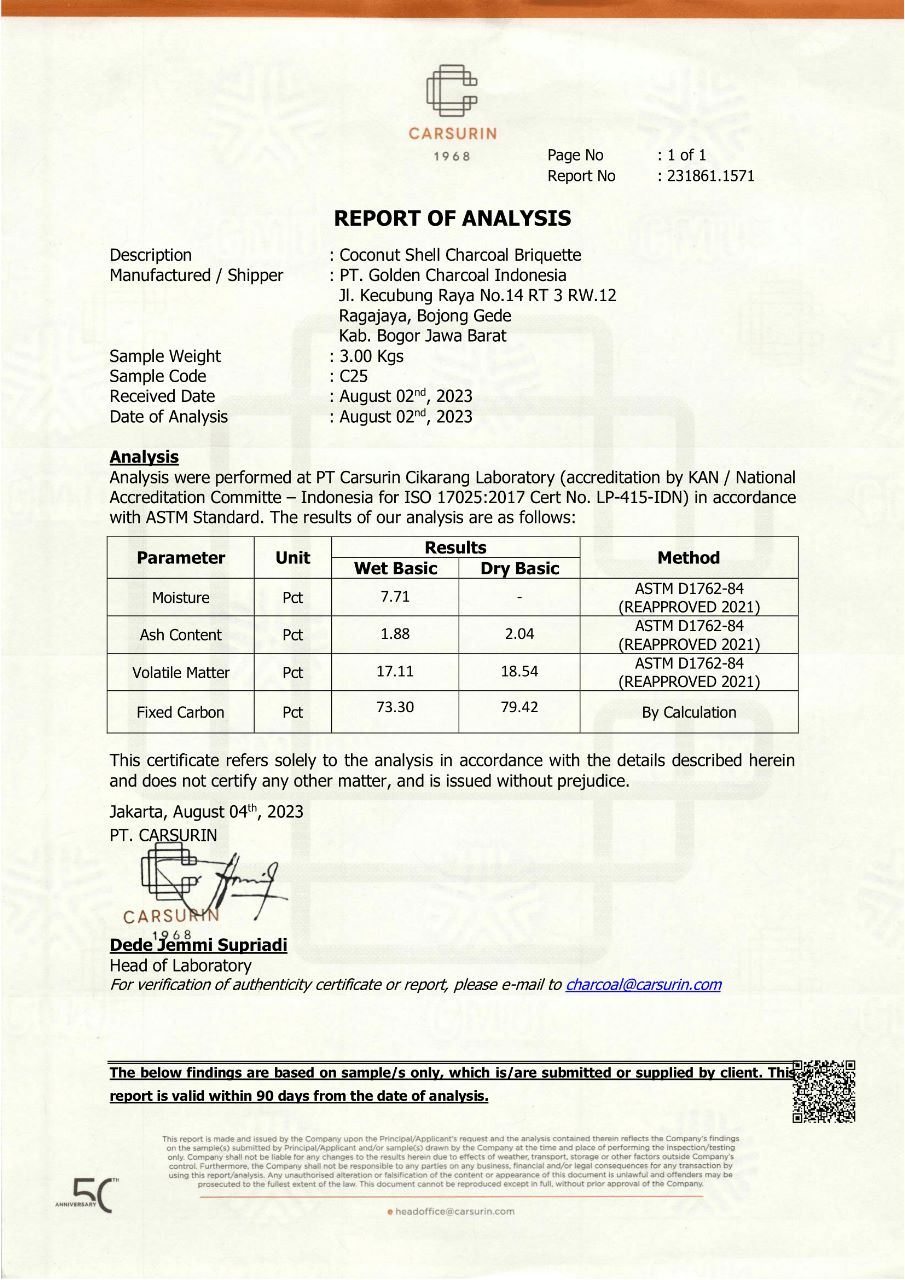 CARSURIN
1968
Page No : 1 of 1
Report No : 231861.1571
REPORT OF ANALYSIS
Description : Coconut Shell Charcoal Briquette
Manufactured / Shipper : PT. Golden Charcoal Indonesia
Jl. Kecubung Raya No.14 RT 3 RW.12
Ragajaya, Bojong Gede
Kab. Bogor Jawa Barat
Sample Weight : 3.00 Kgs
Sample Code : C25
Received Date : August 02nd, 2023
Date of Analysis : August 02nd, 2023
Analysis
Analysis were performed at PT Carsurin Cikarang Laboratory (accreditation by KAN / National
Accreditation Committe – Indonesia for ISO 17025:2017 Cert No. LP-415-IDN) in accordance
with ASTM Standard. The results of our analysis are as follows:
Parameter Unit Results Method
Wet Basic Dry Basic
Moisture Pct 7.71 - ASTM D1762-84
(REAPPROVED 2021)
Ash Content Pct 1.88 2.04 ASTM D1762-84
(REAPPROVED 2021)
Volatile Matter Pct 17.11 18.54 ASTM D1762-84
(REAPPROVED 2021)
Fixed Carbon Pct 73.30 79.42 By Calculation
This certificate refers solely to the analysis in accordance with the details described herein
and does not certify any other matter, and is issued without prejudice.
Jakarta, August 04th, 2023
PT. CARSURIN
CARSURIN
1968
Dede Jemmi Supriadi
Head of Laboratory
For verification of authenticity certificate or report, please e-mail to charcoal@carsurin.com
The below findings are based on sample/s only, which is/are submitted or supplied by client. This
report is valid within 90 days from the date of analysis.
This report is made and issued by the Company upon the Principal/Applicant's request and the analysis contained therein reflects the Company's findings
on the sample(s) submitted by Principal/Applicant and/or sample(s) drawn by the Company at the time and place of performing the inspection/testing
only. Company shall not be liable for any changes to the results herein due to effects of weather, transport, storage or other factors outside Company's
control. Furthermore, the Company shall not be responsible to any parties on any business, financial and/or legal consequences for any transaction by
using this report/analysis. Any unauthorised alteration or falsification of the content or appearance of this document is unlawful and offenders may be
prosecuted to the fullest extent of the law. This document cannot be reproduced except in full, without prior approval of the Company.
50TH
ANNIVERSARY
e headoffice@carsurin.com